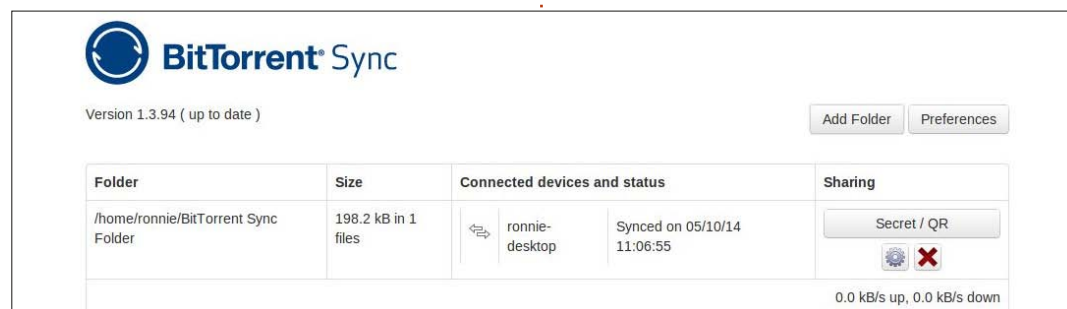 BitTorrent® Sync
Version 1.3.94 ( up to date )
Add Folder
Preferences
Folder
Size
Connected devices and status
Sharing
/home/ronnie/BitTorrent Sync
Folder
198.2 kB in 1
files
ronnie-
desktop
Synced on 05/10/14
11:06:55
Secret / QR
0.0 kB/s up, 0.0 kB/s down